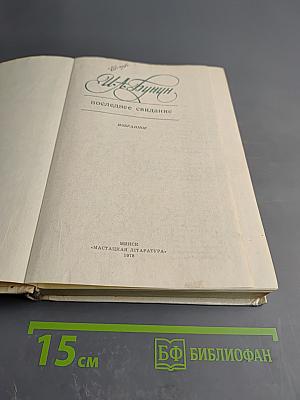 И. А. Бунин
ПОСЛЕДНЕЕ СВИДАНИЕ
ИЗБРАННОЕ
МИНСК
«МАСТАЦКАЯ ЛІТАРАТУРА»
1978
15 см
БФ БИБЛИОФАН